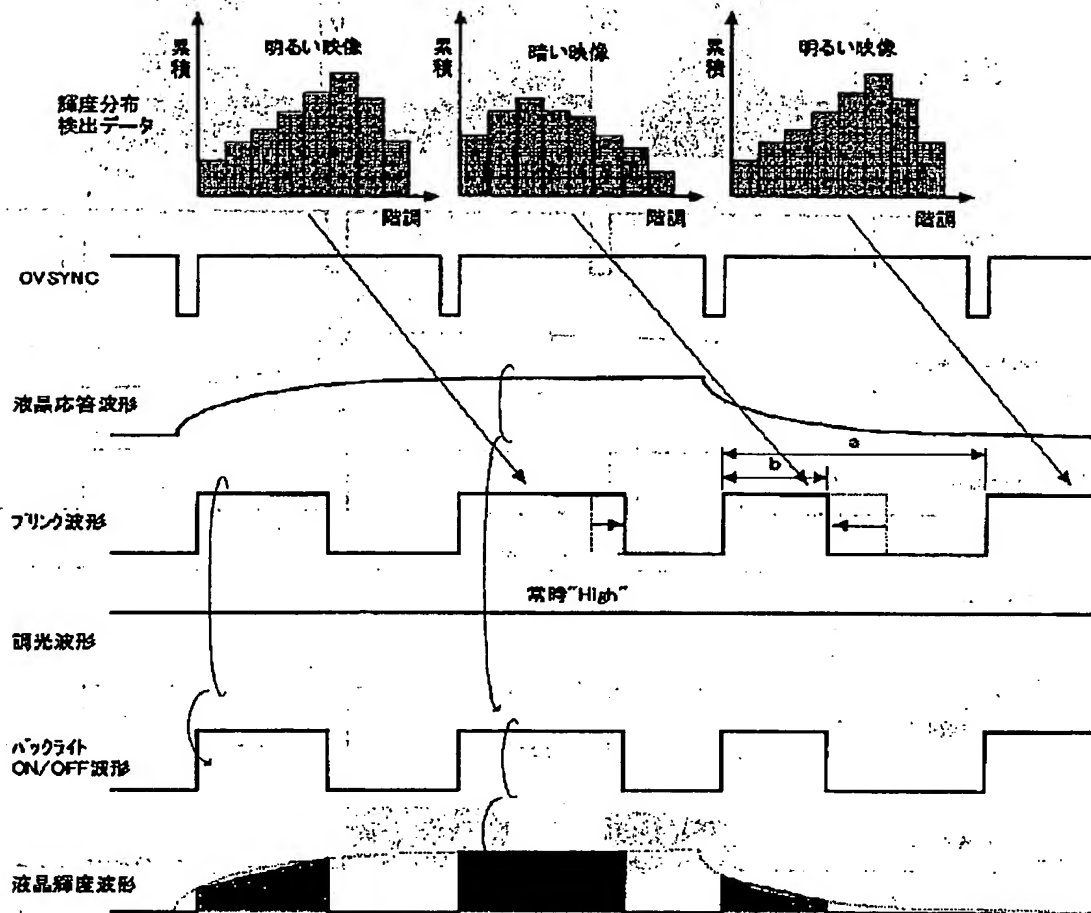 累積
明るい映像
階調
累積
暗い映像
階調
累積
明るい映像
階調
輝度分布
検出データ
OVSYNC
液晶応答波形
a
b
ブリンク波形
常時"High"
調光波形
バックライト
ON/OFF波形
液晶輝度波形